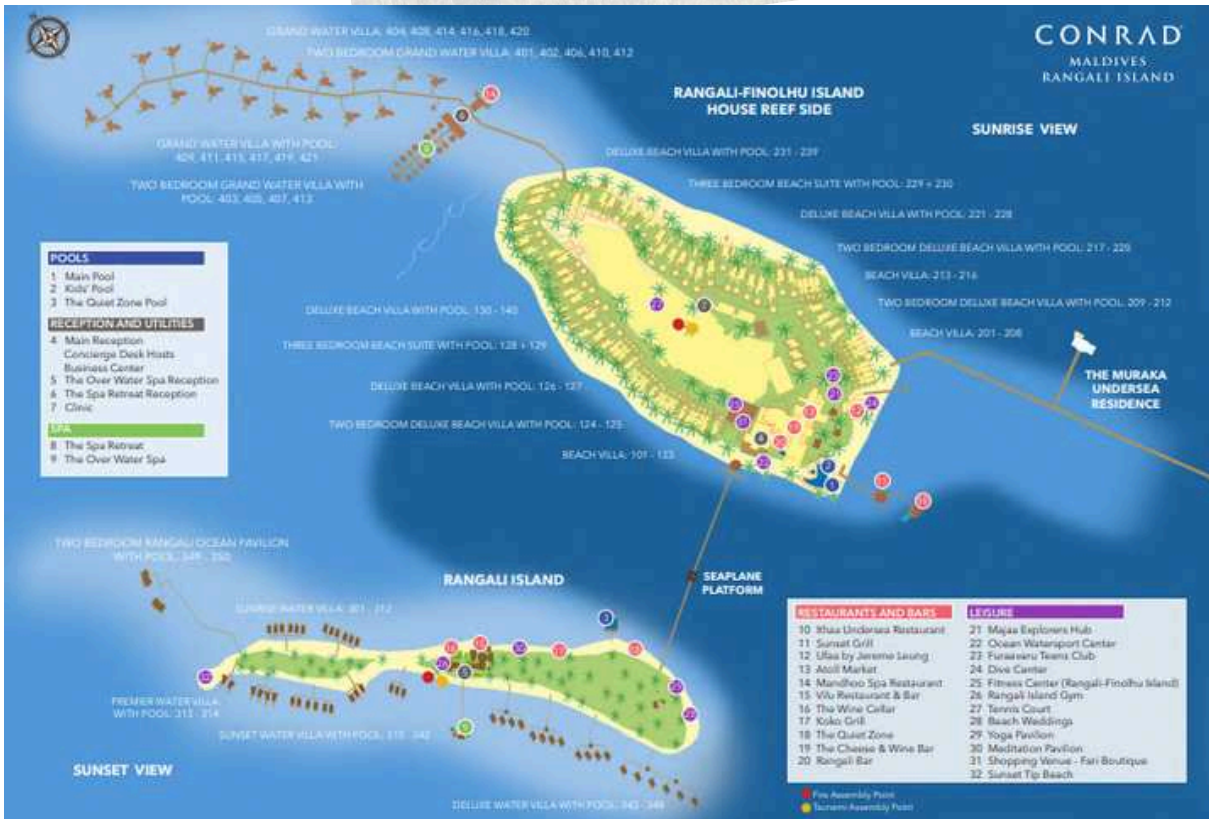 CONRAD
MALDIVES
RANGALI ISLAND
GRAND WATER VILLA: 404, 408, 414, 416, 418, 420
TWO BEDROOM GRAND WATER VILLA: 401, 402, 406, 410, 412
RANGALI-FINOLHU ISLAND
HOUSE REEF SIDE
SUNRISE VIEW
GRAND WATER VILLA WITH POOL:
409, 411, 415, 417, 419, 421
TWO BEDROOM GRAND WATER VILLA WITH
POOL: 403, 405, 407, 413
DELUXE BEACH VILLA WITH POOL: 231 - 239
THREE BEDROOM BEACH SUITE WITH POOL: 229 + 230
DELUXE BEACH VILLA WITH POOL: 221 - 228
TWO BEDROOM DELUXE BEACH VILLA WITH POOL: 217 - 220
BEACH VILLA: 213 - 216
TWO BEDROOM DELUXE BEACH VILLA WITH POOL: 209 - 212
BEACH VILLA: 201 - 208
THE MURAKA
UNDERSEA
RESIDENCE
POOLS
1 Main Pool
2 Kids' Pool
3 The Quiet Zone Pool
RECEPTION AND UTILITIES
4 Main Reception
Concierge Desk Hosts
Business Center
5 The Over Water Spa Reception
6 The Spa Retreat Reception
7 Clinic
SPA
8 The Spa Retreat
9 The Over Water Spa
DELUXE BEACH VILLA WITH POOL: 130 - 140
THREE BEDROOM BEACH SUITE WITH POOL: 128 + 129
DELUXE BEACH VILLA WITH POOL: 126 - 127
TWO BEDROOM DELUXE BEACH VILLA WITH POOL: 124 - 125
BEACH VILLA: 101 - 123
TWO BEDROOM RANGALI OCEAN PAVILION
WITH POOL: 349 - 350
RANGALI ISLAND
SEAPLANE
PLATFORM
SUNRISE WATER VILLA: 301 - 312
PREMIER WATER VILLA
WITH POOL: 313 - 314
SUNSET WATER VILLA WITH POOL: 315 - 342
SUNSET VIEW
DELUXE WATER VILLA WITH POOL: 343 - 348
RESTAURANTS AND BARS
10 Ithaa Undersea Restaurant
11 Sunset Grill
12 Ufaa by Jereme Leung
13 Atoll Market
14 Mandhoo Spa Restaurant
15 Vilu Restaurant & Bar
16 The Wine Cellar
17 Koko Grill
18 The Quiet Zone
19 The Cheese & Wine Bar
20 Rangali Bar
LEISURE
21 Majaa Explorers Hub
22 Ocean Watersport Center
23 Furaavaru Teens Club
24 Dive Center
25 Fitness Center (Rangali-Finolhu Island)
26 Rangali Island Gym
27 Tennis Court
28 Beach Weddings
29 Yoga Pavilion
30 Meditation Pavilion
31 Shopping Venue - Fari Boutique
32 Sunset Tip Beach
Fire Assembly Point
Tsunami Assembly Point